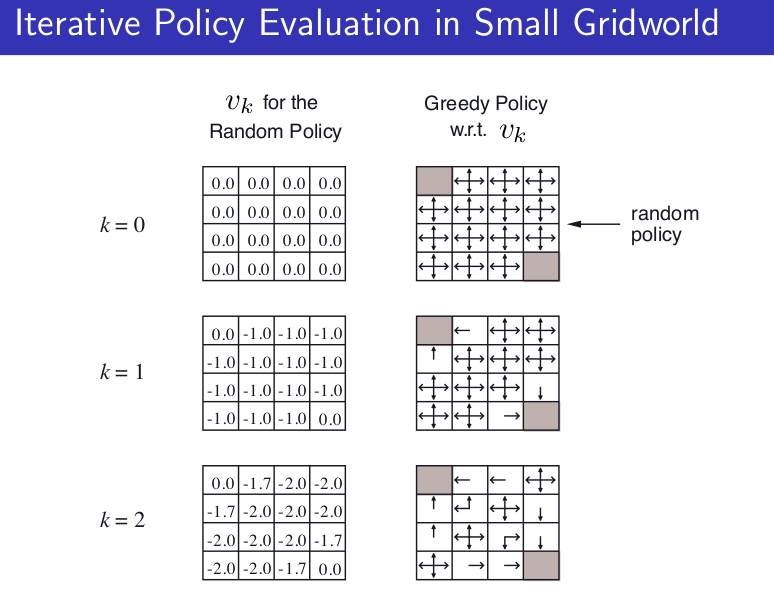 Iterative Policy Evaluation in Small Gridworld
v_k for the
Random Policy
Greedy Policy
w.r.t. v_k
k = 0
0.0 0.0 0.0 0.0
0.0 0.0 0.0 0.0
0.0 0.0 0.0 0.0
0.0 0.0 0.0 0.0
random
policy
k = 1
0.0 -1.0 -1.0 -1.0
-1.0 -1.0 -1.0 -1.0
-1.0 -1.0 -1.0 -1.0
-1.0 -1.0 -1.0 0.0
k = 2
0.0 -1.7 -2.0 -2.0
-1.7 -2.0 -2.0 -2.0
-2.0 -2.0 -2.0 -1.7
-2.0 -2.0 -1.7 0.0